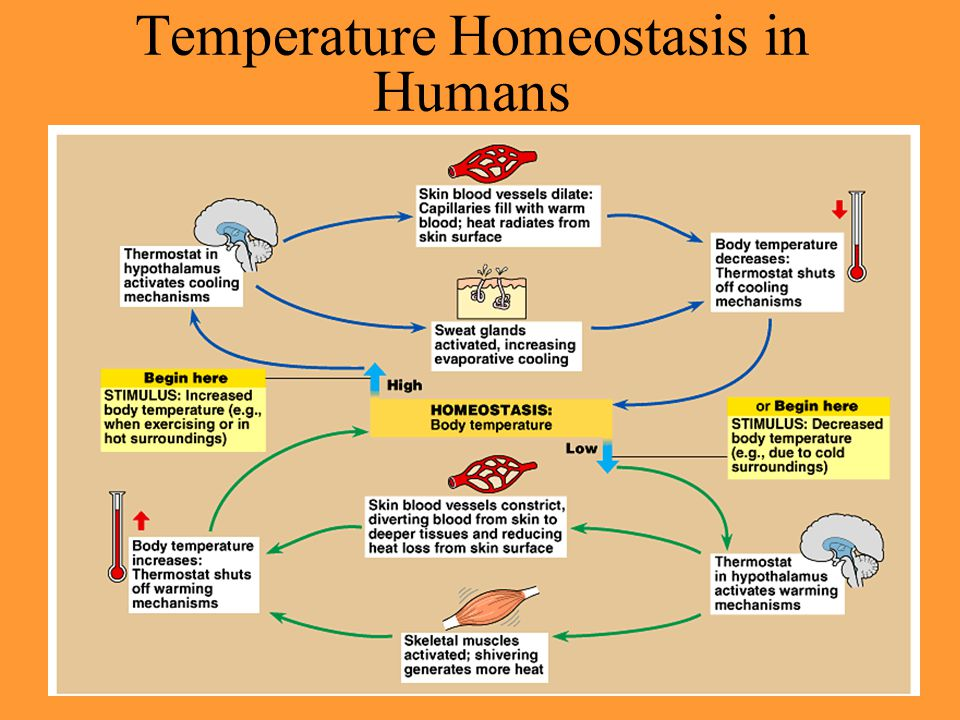 Temperature Homeostasis in
Humans
Skin blood vessels dilate:
Capillaries fill with warm
blood; heat radiates from
skin surface
Thermostat in
hypothalamus
activates cooling
mechanisms
Body temperature
decreases:
Thermostat shuts
off cooling
mechanisms
Sweat glands
activated, increasing
evaporative cooling
Begin here
STIMULUS: Increased
body temperature (e.g.,
when exercising or in
hot surroundings)
High
HOMEOSTASIS:
Body temperature
Low
or Begin here
STIMULUS: Decreased
body temperature
(e.g., due to cold
surroundings)
Skin blood vessels constrict,
diverting blood from skin to
deeper tissues and reducing
heat loss from skin surface
Body temperature
increases:
Thermostat shuts
off warming
mechanisms
Thermostat
in hypothalamus
activates warming
mechanisms
Skeletal muscles
activated; shivering
generates more heat